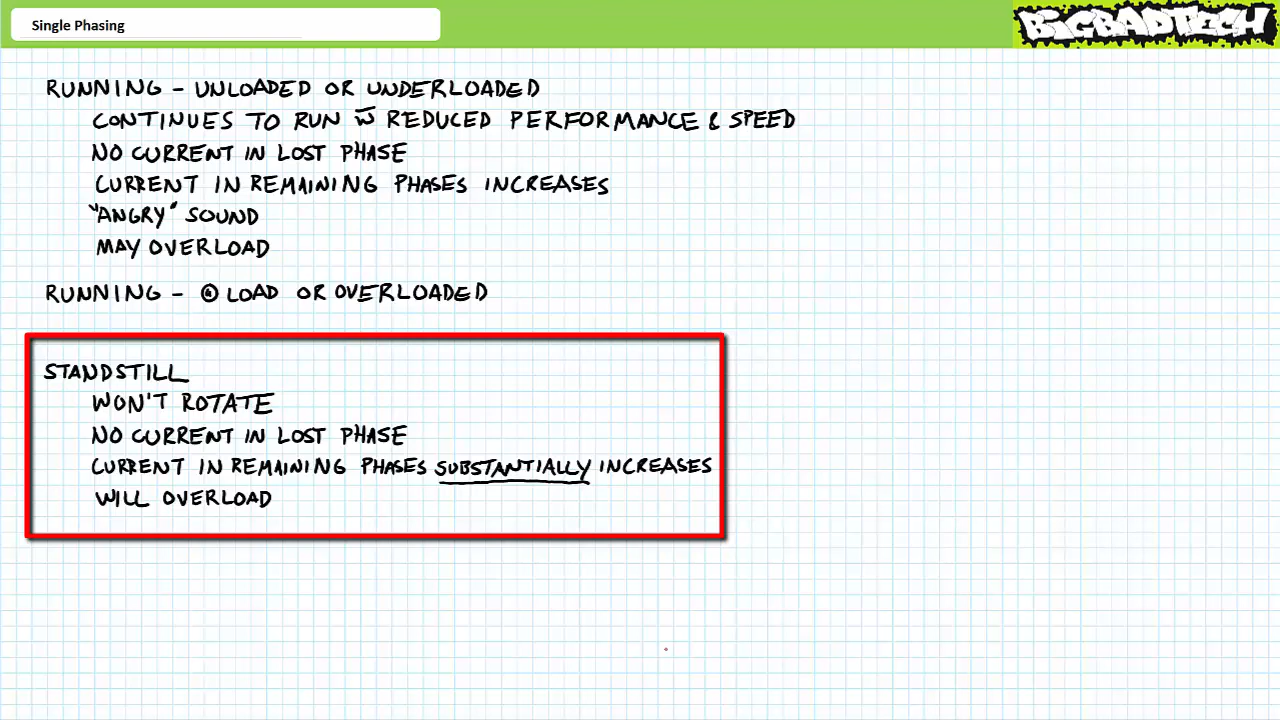 Single Phasing
BIGBADTECH
RUNNING - UNLOADED OR UNDERLOADED
CONTINUES TO RUN w̄ REDUCED PERFORMANCE & SPEED
NO CURRENT IN LOST PHASE
CURRENT IN REMAINING PHASES INCREASES
"ANGRY" SOUND
MAY OVERLOAD
RUNNING - @ LOAD OR OVERLOADED
STANDSTILL
WON'T ROTATE
NO CURRENT IN LOST PHASE
CURRENT IN REMAINING PHASES SUBSTANTIALLY INCREASES
WILL OVERLOAD